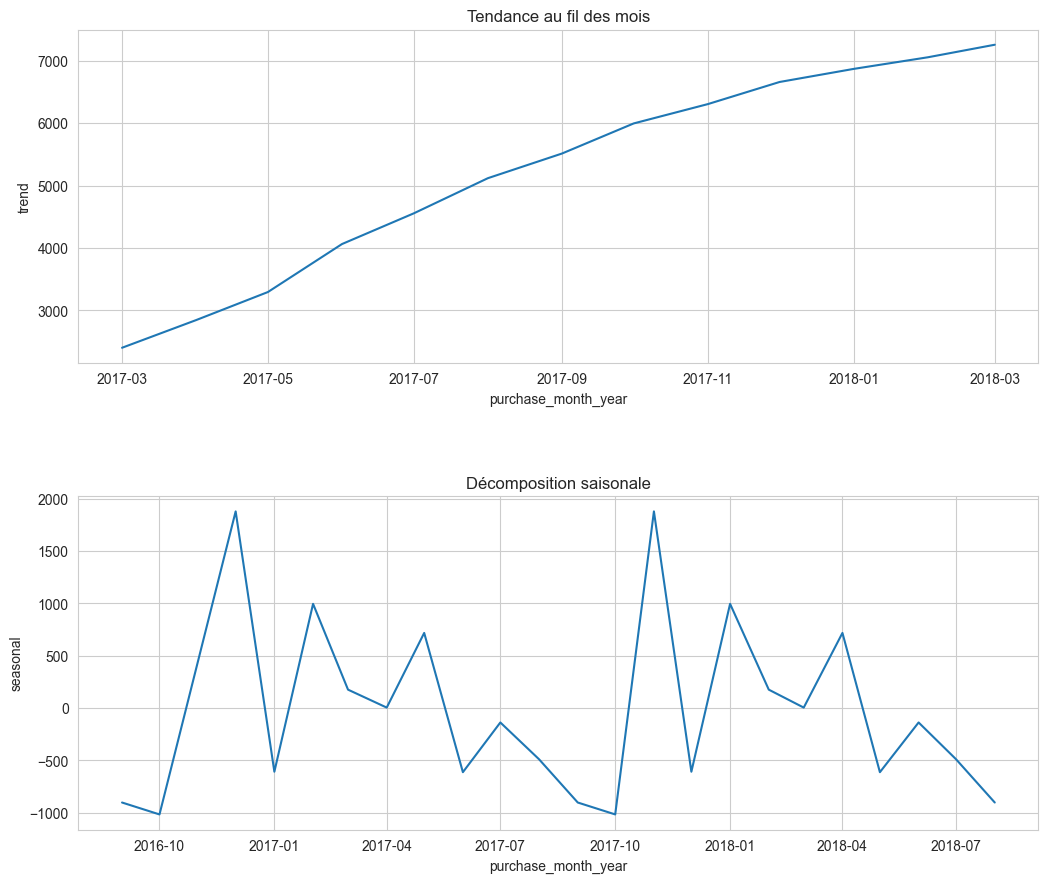 Tendance au fil des mois
trend
7000
6000
5000
4000
3000
2017-03 2017-05 2017-07 2017-09 2017-11 2018-01 2018-03
purchase_month_year
Décomposition saisonale
seasonal
2000
1500
1000
500
0
−500
−1000
2016-10 2017-01 2017-04 2017-07 2017-10 2018-01 2018-04 2018-07
purchase_month_year